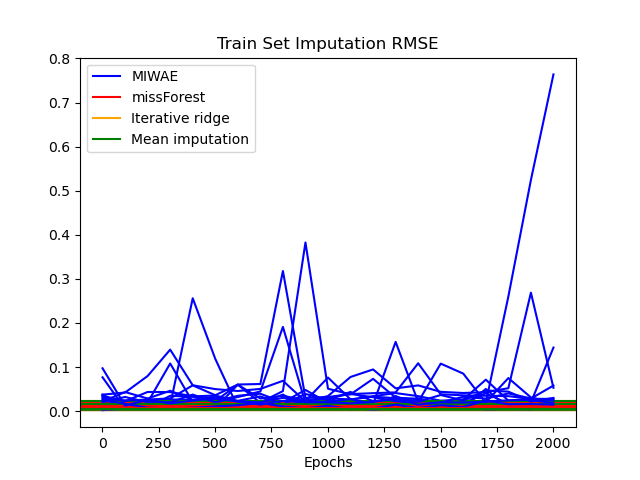 Train Set Imputation RMSE
0.8
0.7
0.6
0.5
0.4
0.3
0.2
0.1
0.0
MIWAE
missForest
Iterative ridge
Mean imputation
0 250 500 750 1000 1250 1500 1750 2000
Epochs